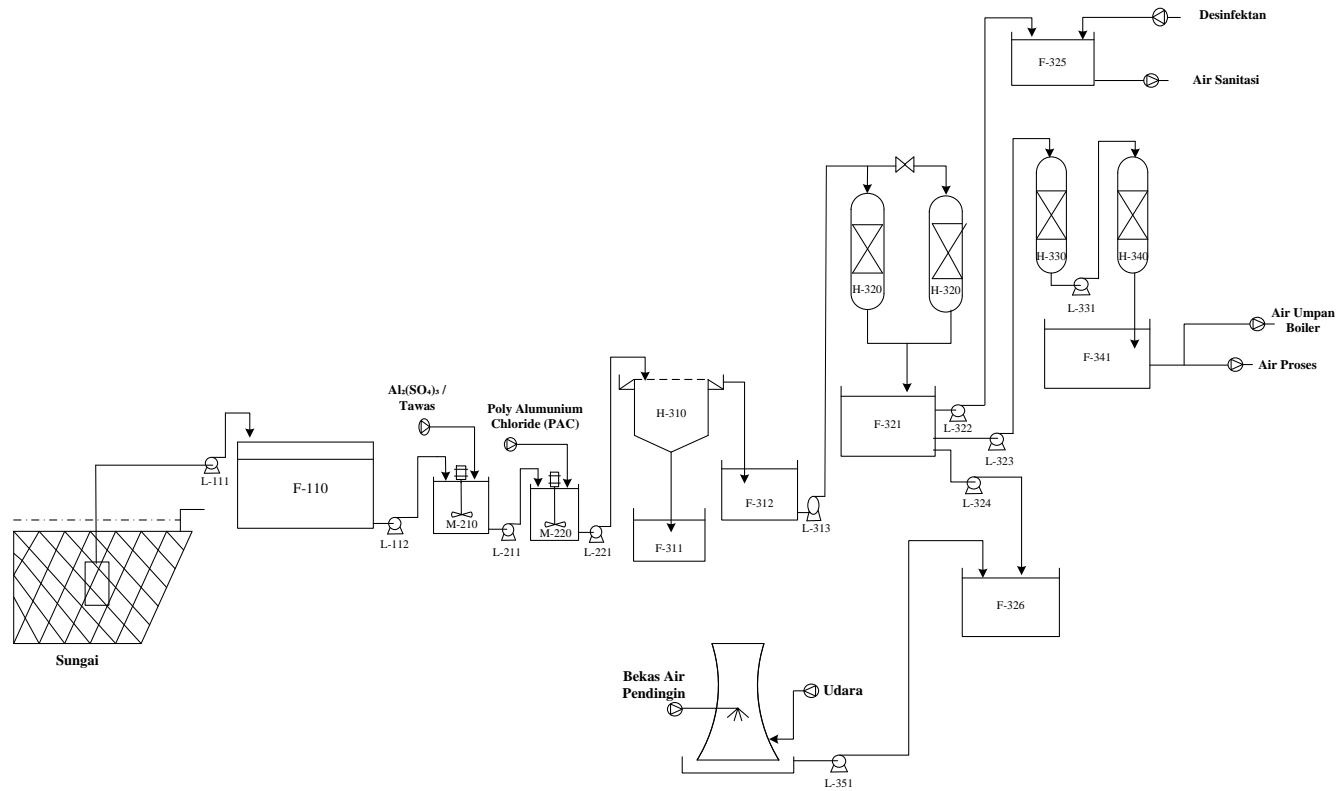 Desinfektan
F-325
Air Sanitasi
H-320
H-320
H-330
H-340
L-331
Air Umpan
Boiler
F-341
Air Proses
Al₂(SO₄)₃ /
Tawas
Poly Alumunium
Chloride (PAC)
H-310
F-321
L-322
L-323
L-324
L-111
F-110
L-112
M-210
L-211
M-220
L-221
F-311
F-312
L-313
Sungai
F-326
Bekas Air
Pendingin
Udara
L-351